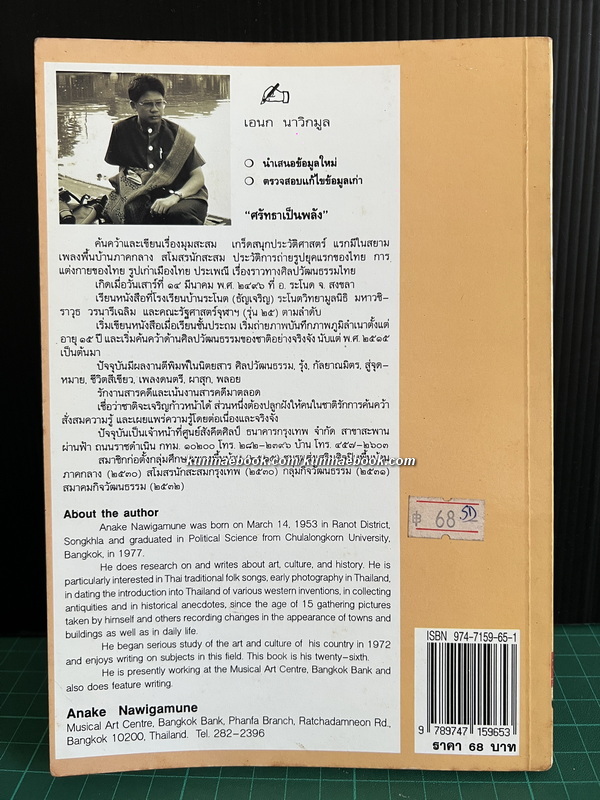 เอนก นาวิกมูล
นำเสนอข้อมูลใหม่
ตรวจสอบแก้ไขข้อมูลเก่า
“ศรัทธาเป็นพลัง”
ค้นคว้าและเขียนเรื่องมุมสะสม เกร็ดสนุกประวัติศาสตร์ แรกมีในสยาม
เพลงพื้นบ้านภาคกลาง สโมสรนักสะสม ประวัติการถ่ายรูปยุคแรกของไทย การ
แต่งกายของไทย รูปเก่าเมืองไทย ประเพณี เรื่องราวทางศิลปวัฒนธรรมไทย
เกิดเมื่อวันเสาร์ที่ ๑๔ มีนาคม พ.ศ. ๒๔๙๖ ที่ อ. ระโนด จ. สงขลา
เรียนหนังสือที่โรงเรียนบ้านระโนด (ธัญเจริญ) ระโนดวิทยามูลนิธิ มหาวชิ-
ราวุธ วรนารีเฉลิม และคณะรัฐศาสตร์จุฬาฯ (รุ่น ๒๕) ตามลำดับ
เริ่มเขียนหนังสือเมื่อเรียนชั้นประถม เริ่มถ่ายภาพบันทึกภาพภูมิลำเนาตั้งแต่
อายุ ๑๕ ปี และเริ่มค้นคว้าด้านศิลปวัฒนธรรมของชาติอย่างจริงจัง นับแต่ พ.ศ. ๒๕๑๕
เป็นต้นมา
ปัจจุบันมีผลงานตีพิมพ์ในนิตยสาร ศิลปวัฒนธรรม, รุ้ง, กัลยาณมิตร, สู่จุด-
หมาย, ชีวิตสีเขียว, เพลงดนตรี, ผาสุก, พลอย
รักงานสารคดีและเน้นงานสารคดีมาตลอด
เชื่อว่าชาติจะเจริญก้าวหน้าได้ ส่วนหนึ่งต้องปลูกฝังให้คนในชาติรักการค้นคว้า
สั่งสมความรู้ และเผยแพร่ความรู้โดยต่อเนื่องและจริงจัง
ปัจจุบันเป็นเจ้าหน้าที่ศูนย์สังคีตศิลป์ ธนาคารกรุงเทพ จำกัด สาขาสะพาน
ผ่านฟ้า ถนนราชดำเนิน กทม. ๑๐๒๐๐ โทร. ๒๘๒-๒๓๙๖ บ้าน โทร. ๔๕๗-๒๖๐๓
สมาชิกก่อตั้งกลุ่มศึกษา
kunmaebook.com/kunmaebook.com
พื้นบ้าน
ภาคกลาง (๒๕๓๐) สโมสรนักสะสมกรุงเทพ (๒๕๓๐) กลุ่มกิจวัฒนธรรม (๒๕๓๑)
สมาคมกิจวัฒนธรรม (๒๕๓๒)
About the author
Anake Nawigamune was born on March 14, 1953 in Ranot District,
Songkhla and graduated in Political Science from Chulalongkorn University,
Bangkok, in 1977.
He does research on and writes about art, culture, and history. He is
particularly interested in Thai traditional folk songs, early photography in Thailand,
in dating the introduction into Thailand of various western inventions, in collecting
antiquities and in historical anecdotes, since the age of 15 gathering pictures
taken by himself and others recording changes in the appearance of towns and
buildings as well as in daily life.
He began serious study of the art and culture of his country in 1972
and enjoys writing on subjects in this field. This book is his twenty-sixth.
He is presently working at the Musical Art Centre, Bangkok Bank and
also does feature writing.
Anake Nawigamune
Musical Art Centre, Bangkok Bank, Phanfa Branch, Ratchadamneon Rd.,
Bangkok 10200, Thailand. Tel. 282-2396
฿ 68 SD
ISBN 974-7159-65-1
9 789747 159653
ราคา 68 บาท